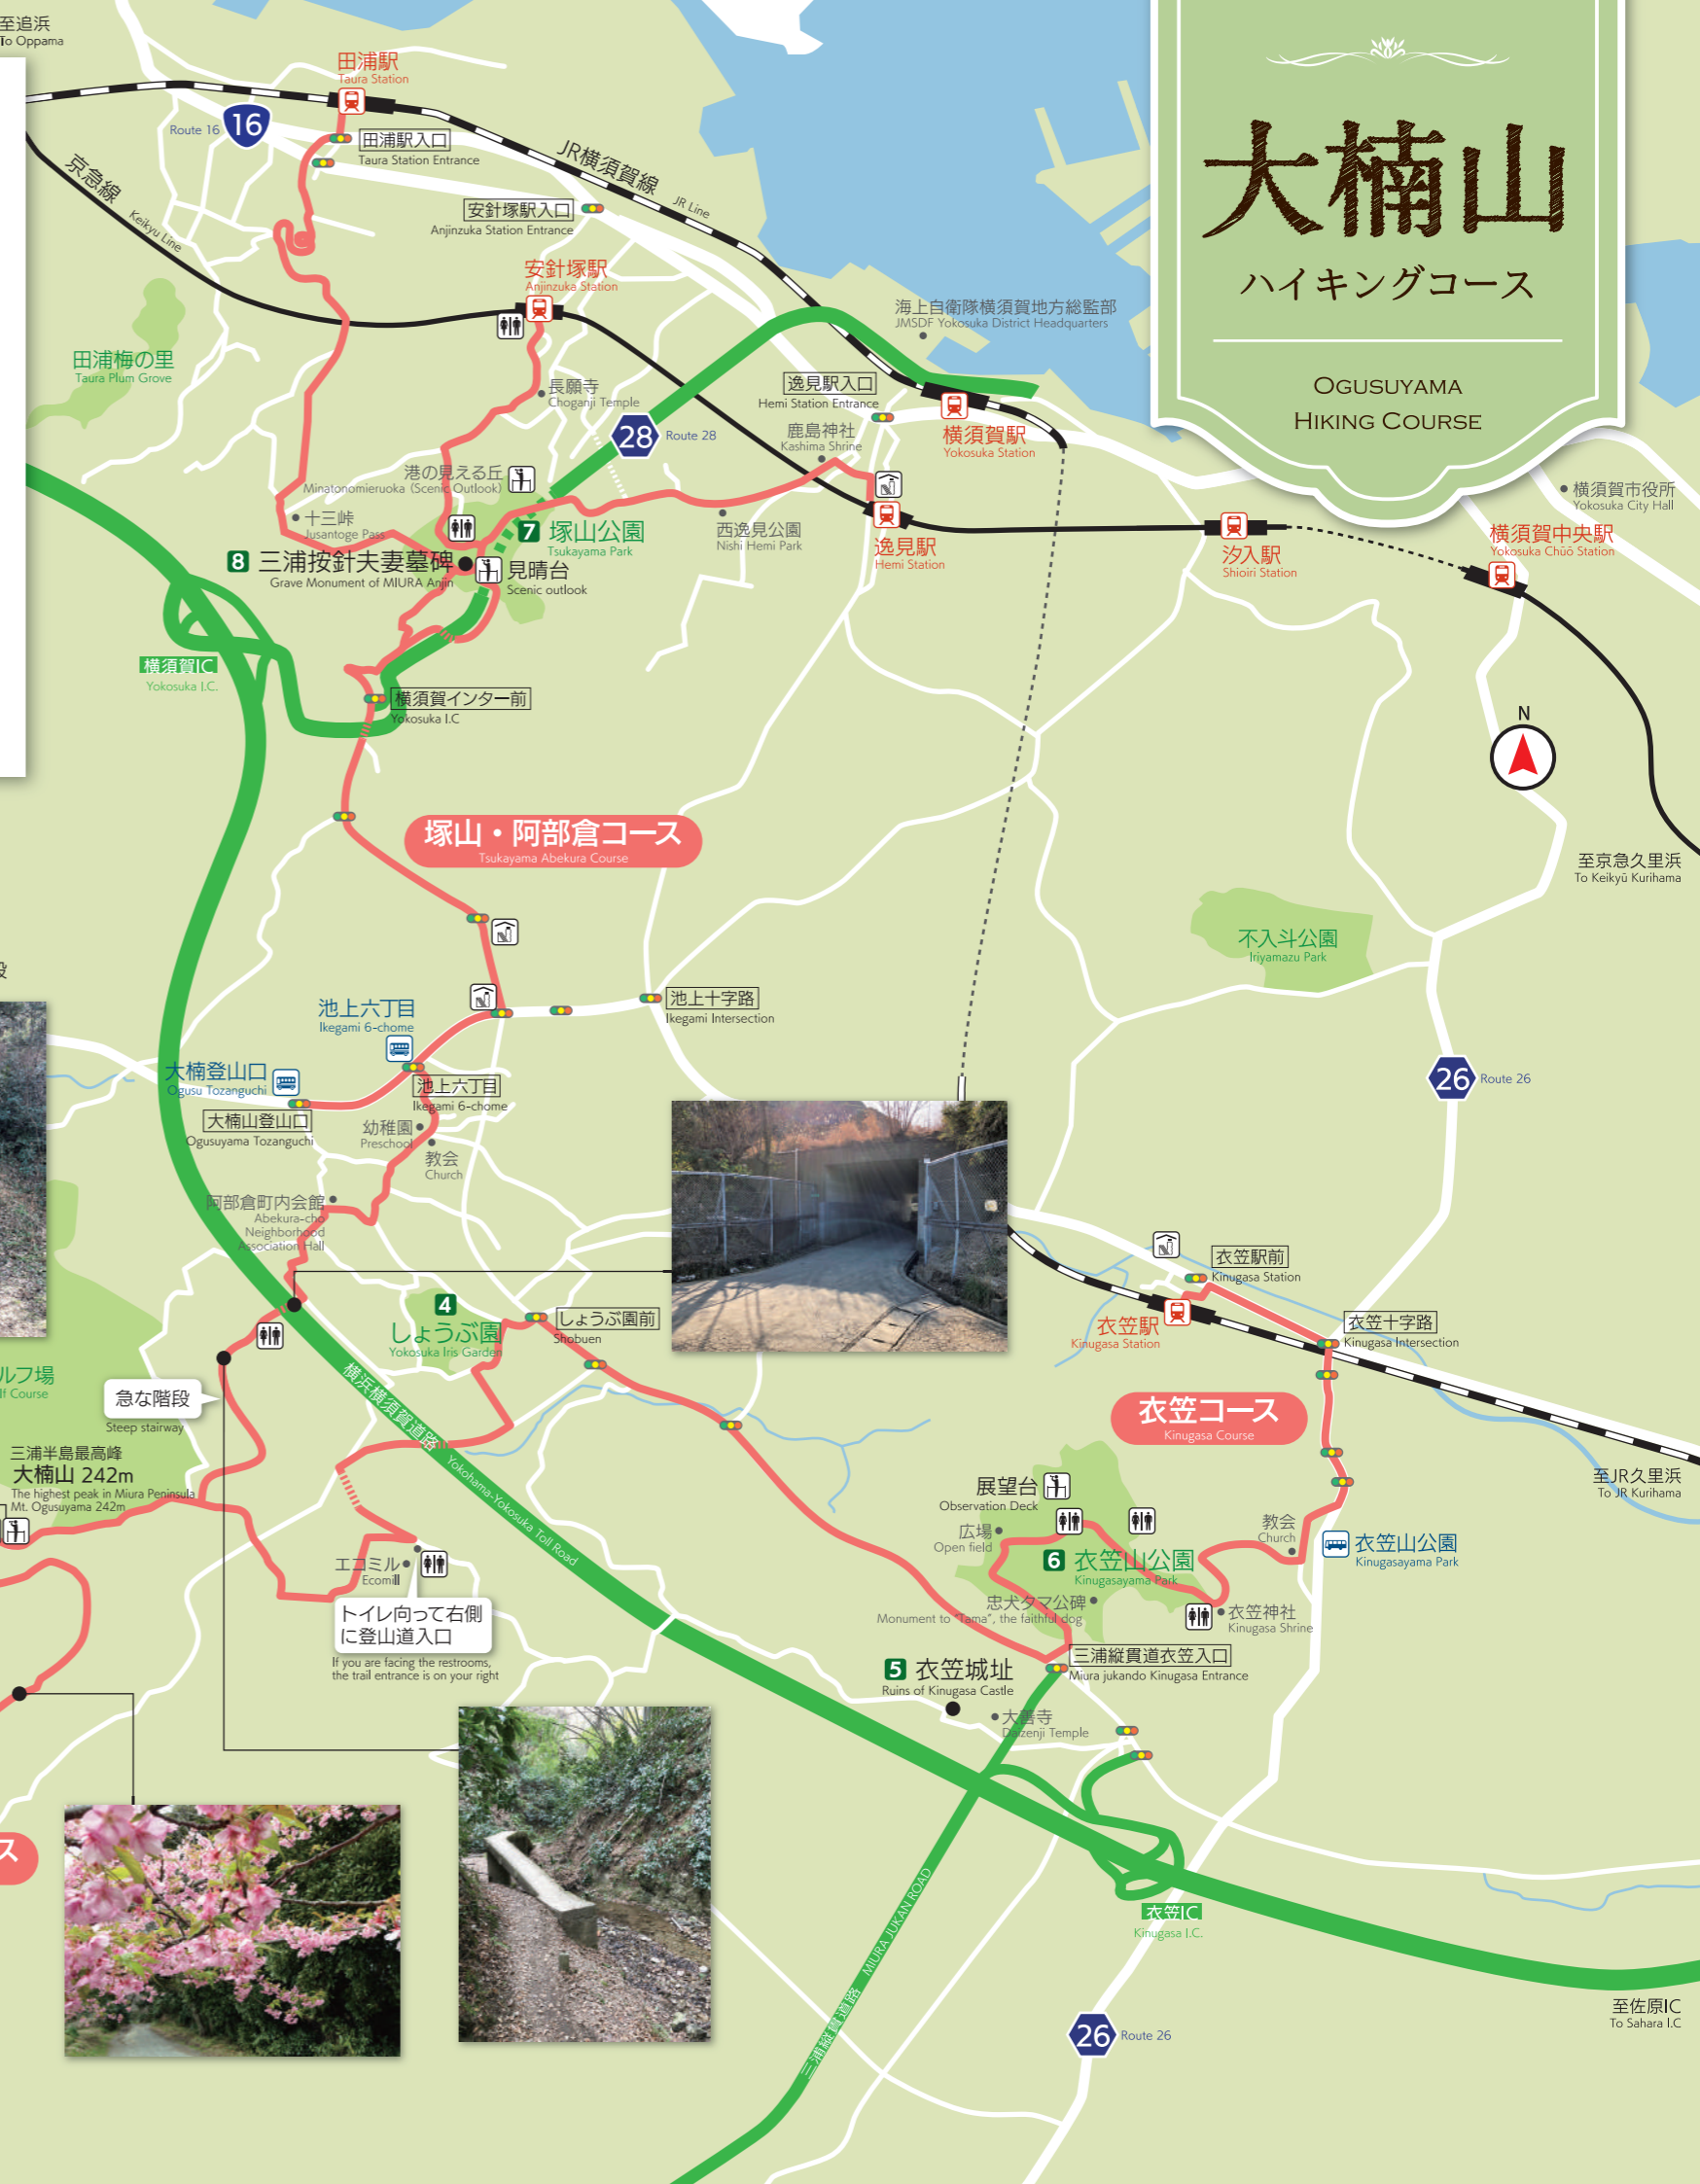 至追浜
To Oppama
田浦駅
Taura Station
16
Route 16
田浦駅入口
Taura Station Entrance
京急線
Keikyu Line
JR横須賀線
JR Line
安針塚駅入口
Anjinzuka Station Entrance
安針塚駅
Anjinzuka Station
大楠山
ハイキングコース
OGUSUYAMA
HIKING COURSE
海上自衛隊横須賀地方総監部
JMSDF Yokosuka District Headquarters
田浦梅の里
Taura Plum Grove
長願寺
Choganji Temple
逸見駅入口
Hemi Station Entrance
28
Route 28
鹿島神社
Kashima Shrine
横須賀駅
Yokosuka Station
港の見える丘
Minatonomieruoka (Scenic Outlook)
横須賀市役所
Yokosuka City Hall
十三峠
Jusantoge Pass
7 塚山公園
Tsukayama Park
西逸見公園
Nishi Hemi Park
逸見駅
Hemi Station
汐入駅
Shioiri Station
横須賀中央駅
Yokosuka Chūō Station
8 三浦按針夫妻墓碑
Grave Monument of MIURA Anjin
見晴台
Scenic outlook
横須賀IC
Yokosuka I.C.
横須賀インター前
Yokosuka I.C
N
塚山・阿部倉コース
Tsukayama Abekura Course
至京急久里浜
To Keikyū Kurihama
不入斗公園
Iriyamazu Park
段
池上六丁目
Ikegami 6-chome
池上十字路
Ikegami Intersection
大楠登山口
Ogusu Tozanguchi
池上六丁目
Ikegami 6-chome
26
Route 26
大楠山登山口
Ogusuyama Tozanguchi
幼稚園
Preschool
教会
Church
阿部倉町内会館
Abekura-cho
Neighborhood
Association Hall
衣笠駅前
Kinugasa Station
4
しょうぶ園
Yokosuka Iris Garden
しょうぶ園前
Shobuen
衣笠駅
Kinugasa Station
衣笠十字路
Kinugasa Intersection
ルフ場
lf Course
急な階段
Steep stairway
横浜横須賀道路
Yokohama-Yokosuka Toll Road
衣笠コース
Kinugasa Course
三浦半島最高峰
大楠山 242m
The highest peak in Miura Peninsula
Mt. Ogusuyama 242m
至JR久里浜
To JR Kurihama
展望台
Observation Deck
広場
Open field
教会
Church
衣笠山公園
Kinugasayama Park
エコミル
Ecomill
6 衣笠山公園
Kinugasayama Park
トイレ向って右側
に登山道入口
If you are facing the restrooms,
the trail entrance is on your right
忠犬タマ公碑
Monument to “Tama”, the faithful dog
衣笠神社
Kinugasa Shrine
5 衣笠城址
Ruins of Kinugasa Castle
三浦縦貫道衣笠入口
Miura jukando Kinugasa Entrance
大善寺
Daizenji Temple
ス
衣笠IC
Kinugasa I.C.
三浦縦貫道路
MIURA JUKAN ROAD
至佐原IC
To Sahara I.C
26
Route 26